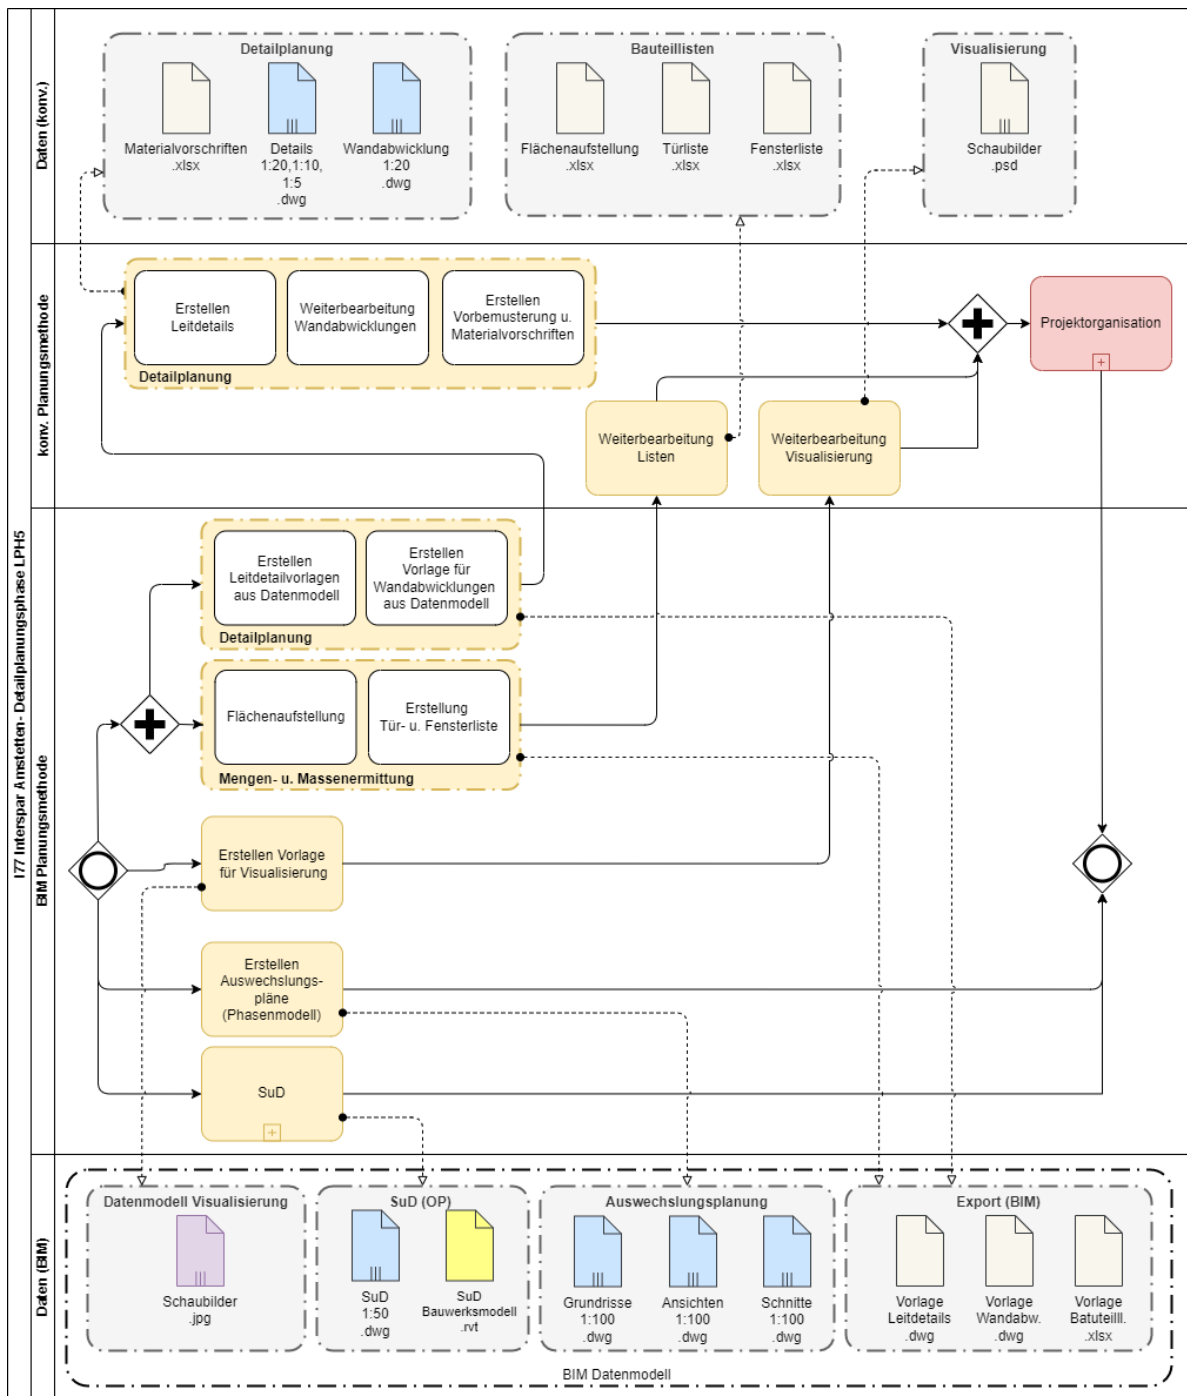 I77 Interspar Amstetten- Detailplanungsphase LPH5
Daten (konv.)
Detailplanung
Materialvorschriften
.xlsx
Details
1:20,1:10,
1:5
.dwg
Wandabwicklung
1:20
.dwg
Bauteillisten
Flächenaufstellung
.xlsx
Türliste
.xlsx
Fensterliste
.xlsx
Visualisierung
Schaubilder
.psd
konv. Planungsmethode
Erstellen
Leitdetails
Weiterbearbeitung
Wandabwicklungen
Erstellen
Vorbemusterung u.
Materialvorschriften
Detailplanung
Projektorganisation
Weiterbearbeitung
Listen
Weiterbearbeitung
Visualisierung
BIM Planungsmethode
Erstellen
Leitdetailvorlagen
aus Datenmodell
Erstellen
Vorlage für
Wandabwicklungen
aus Datenmodell
Detailplanung
Flächenaufstellung
Erstellung
Tür- u. Fensterliste
Mengen- u. Massenermittung
Erstellen Vorlage
für Visualisierung
Erstellen
Auswechslungs-
pläne
(Phasenmodell)
SuD
Daten (BIM)
Datenmodell Visualisierung
Schaubilder
.jpg
SuD (OP)
SuD
1:50
.dwg
SuD
Bauwerksmodell
.rvt
Auswechslungsplanung
Grundrisse
1:100
.dwg
Ansichten
1:100
.dwg
Schnitte
1:100
.dwg
Export (BIM)
Vorlage
Leitdetails
.dwg
Vorlage
Wandabw.
.dwg
Vorlage
Batuteilll.
.xlsx
BIM Datenmodell